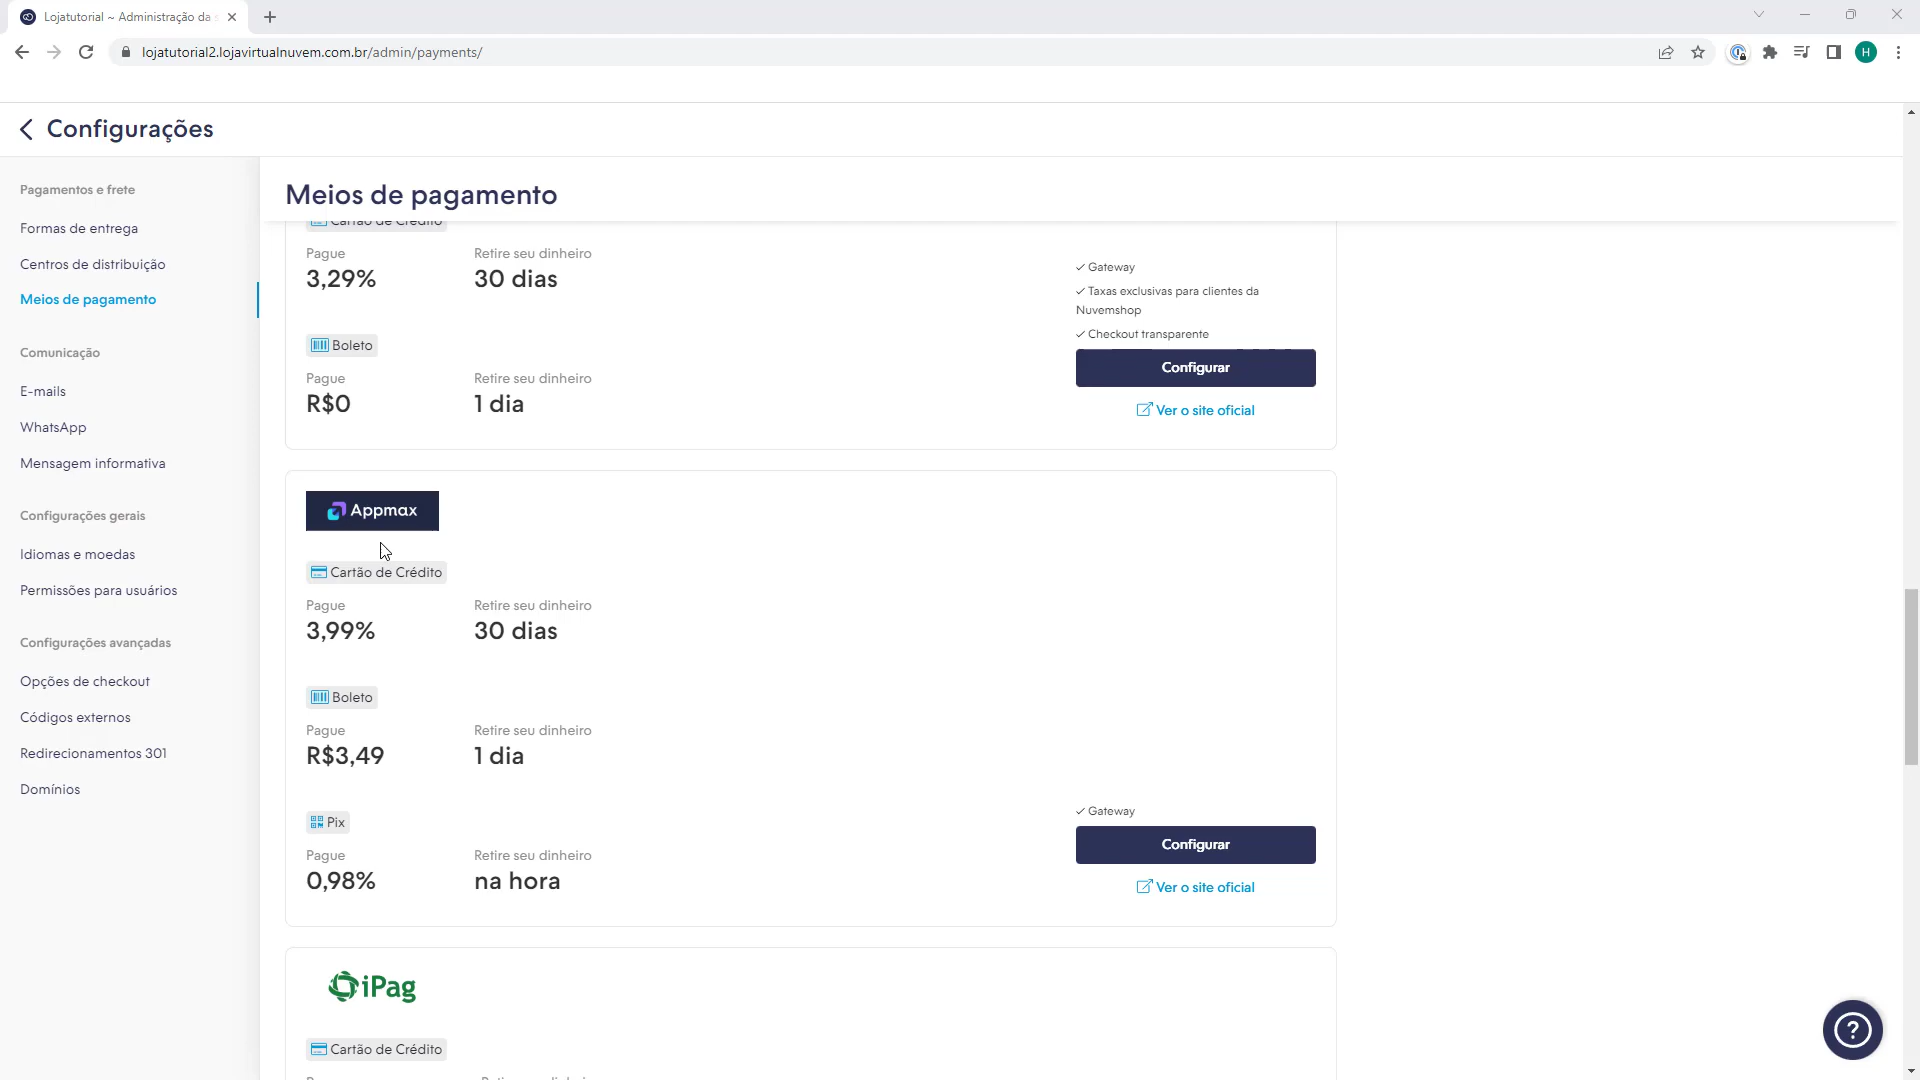 Lojatutorial ~ Administração da s
lojatutorial2.lojavirtualnuvem.com.br/admin/payments/
H
Configurações
Pagamentos e frete
Formas de entrega
Centros de distribuição
Meios de pagamento
Comunicação
E-mails
WhatsApp
Mensagem informativa
Configurações gerais
Idiomas e moedas
Permissões para usuários
Configurações avançadas
Opções de checkout
Códigos externos
Redirecionamentos 301
Domínios
Meios de pagamento
Cartão de Crédito
Pague
Retire seu dinheiro
3,29%
30 dias
Boleto
Pague
Retire seu dinheiro
R$0
1 dia
✓ Gateway
✓ Taxas exclusivas para clientes da
Nuvemshop
✓ Checkout transparente
Configurar
Ver o site oficial
Appmax
Cartão de Crédito
Pague
Retire seu dinheiro
3,99%
30 dias
Boleto
Pague
Retire seu dinheiro
R$3,49
1 dia
Pix
Pague
Retire seu dinheiro
0,98%
na hora
✓ Gateway
Configurar
Ver o site oficial
iPag
Cartão de Crédito
?